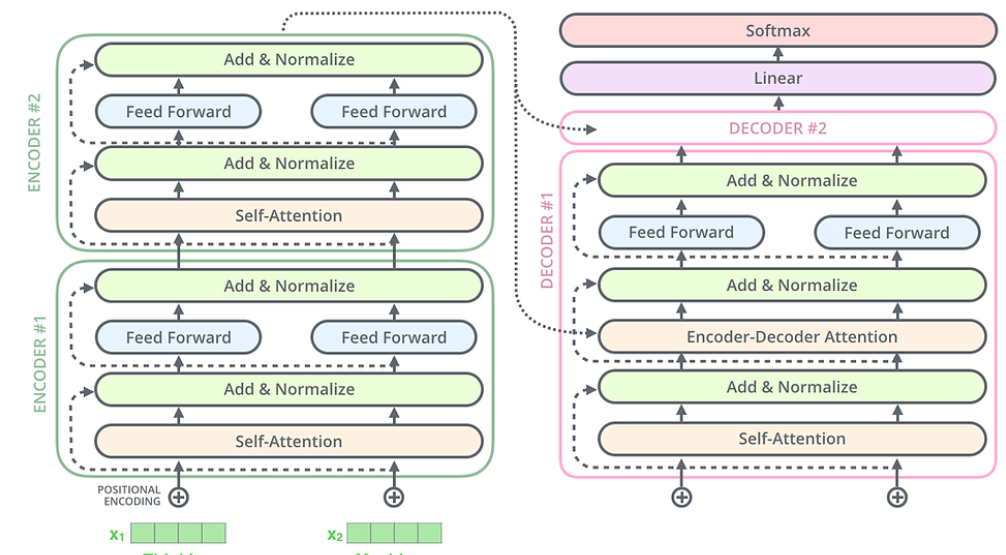 ENCODER #2
Add & Normalize
Feed Forward
Feed Forward
Add & Normalize
Self-Attention
ENCODER #1
Add & Normalize
Feed Forward
Feed Forward
Add & Normalize
Self-Attention
POSITIONAL
ENCODING
x₁
x₂
Softmax
Linear
DECODER #2
DECODER #1
Add & Normalize
Feed Forward
Feed Forward
Add & Normalize
Encoder-Decoder Attention
Add & Normalize
Self-Attention